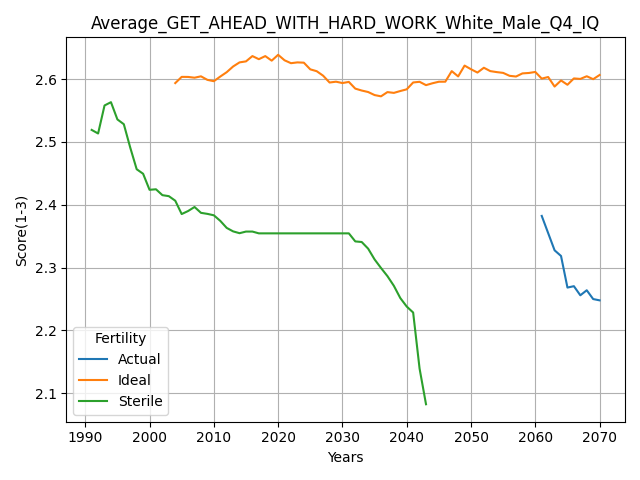 Average_GET_AHEAD_WITH_HARD_WORK_White_Male_Q4_IQ
Score(1-3)
2.6
2.5
2.4
2.3
2.2
2.1
Fertility
Actual
Ideal
Sterile
1990 2000 2010 2020 2030 2040 2050 2060 2070
Years